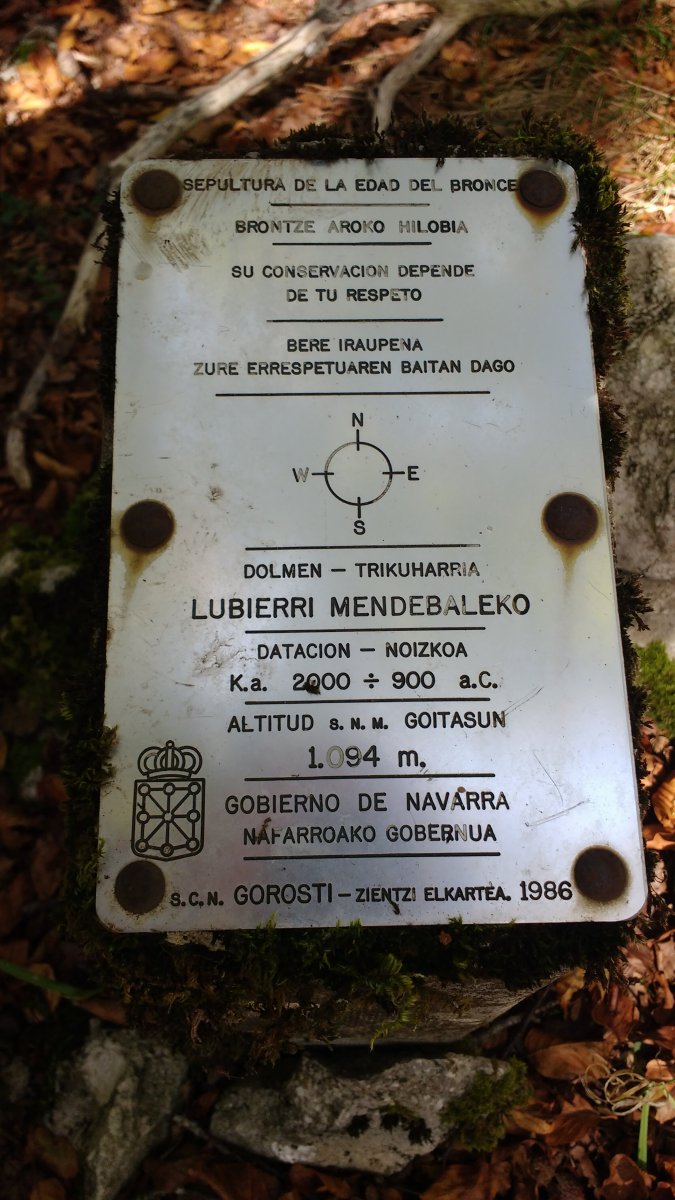 SEPULTURA DE LA EDAD DEL BRONCE
BRONTZE AROKO HILOBIA
SU CONSERVACION DEPENDE
DE TU RESPETO
BERE IRAUPENA
ZURE ERRESPETUAREN BAITAN DAGO
N
W E
S
DOLMEN — TRIKUHARRIA
LUBIERRI MENDEBALEKO
DATACION — NOIZKOA
K.a. 2000 ÷ 900 a.C.
ALTITUD S.N.M. GOITASUN
1.094 m.
GOBIERNO DE NAVARRA
NAFARROAKO GOBERNUA
S.C.N. GOROSTI — ZIENTZI ELKARTEA. 1986